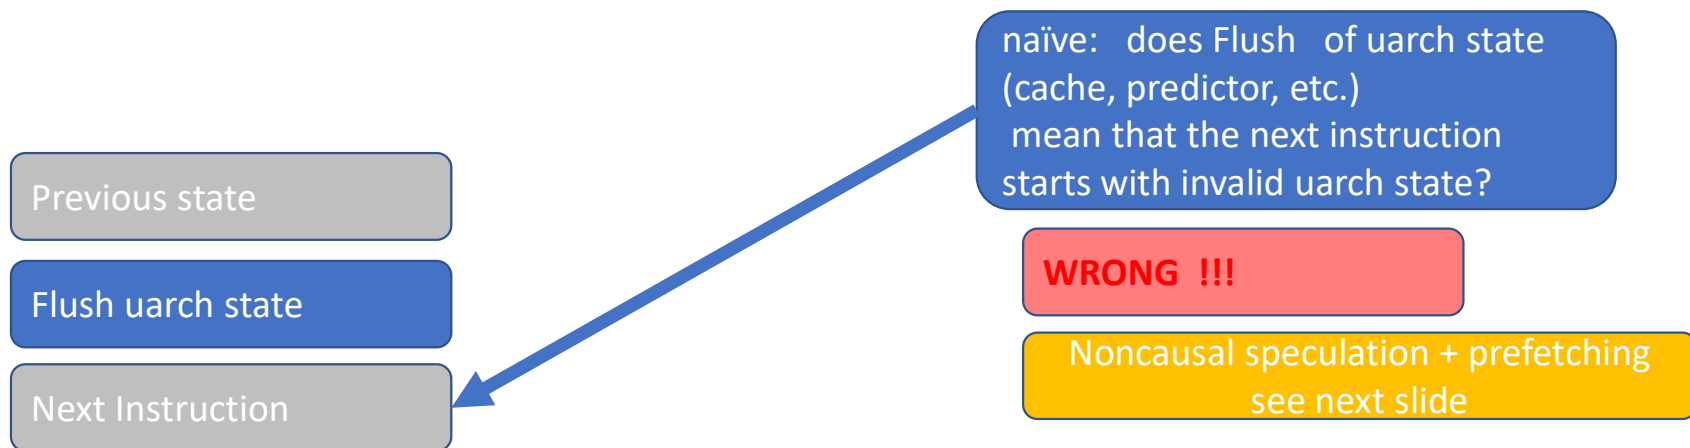 Previous state
Flush uarch state
Next Instruction
naïve: does Flush of uarch state
(cache, predictor, etc.)
mean that the next instruction
starts with invalid uarch state?
WRONG !!!
Noncausal speculation + prefetching
see next slide